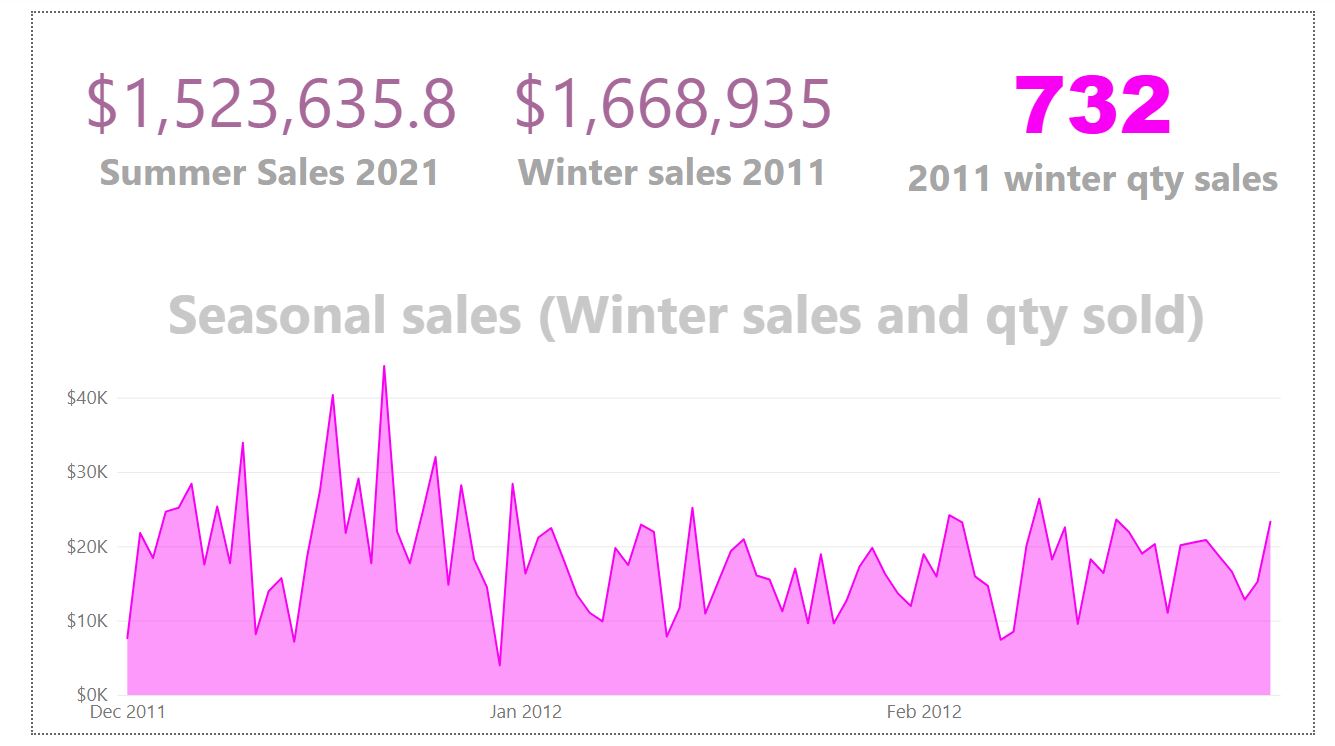 $1,523,635.8 $1,668,935 732
Summer Sales 2021 Winter sales 2011 2011 winter qty sales
Seasonal sales (Winter sales and qty sold)
$40K
$30K
$20K
$10K
$0K
Dec 2011 Jan 2012 Feb 2012